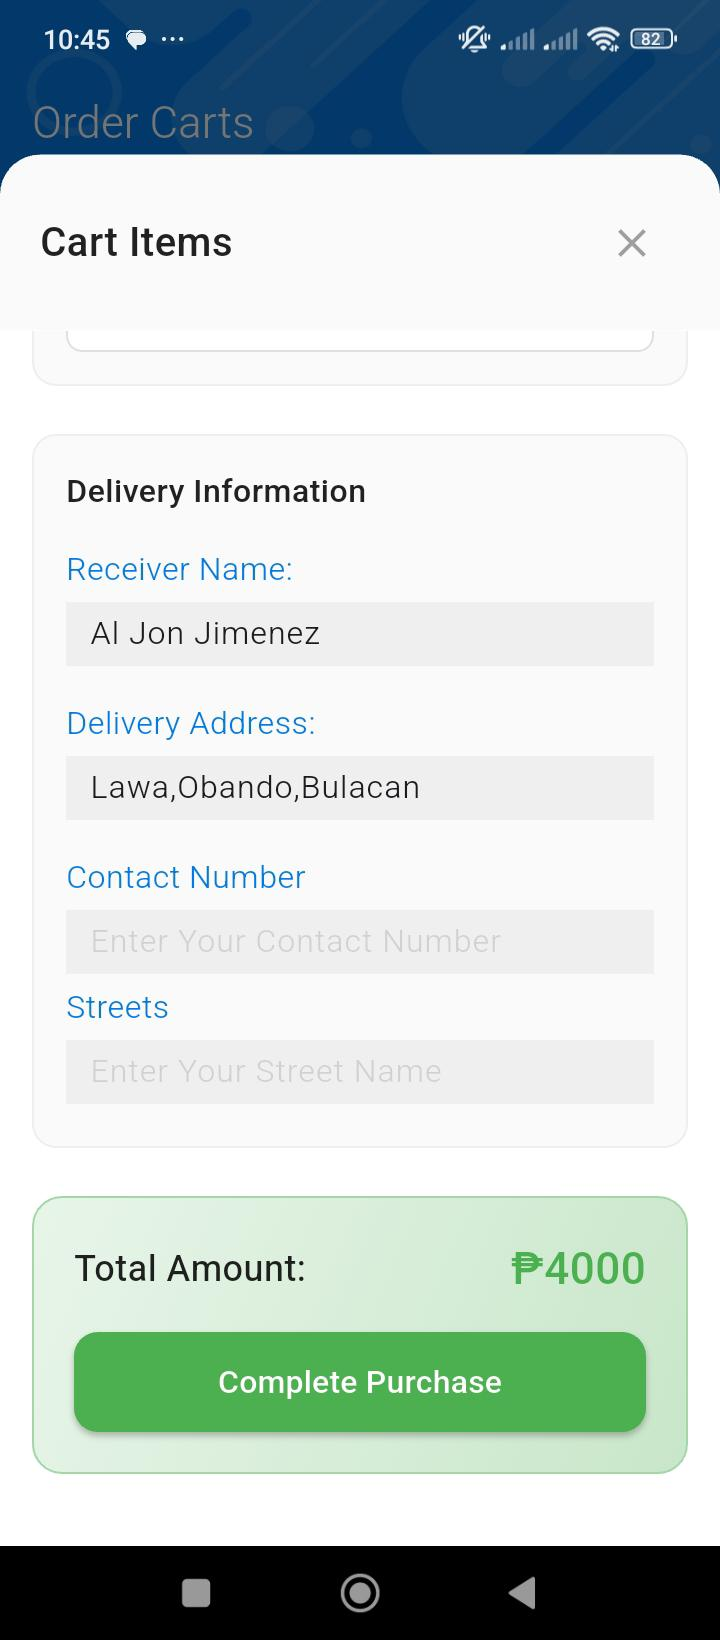 10:45
82
Order Carts
Cart Items
Delivery Information
Receiver Name:
Al Jon Jimenez
Delivery Address:
Lawa,Obando,Bulacan
Contact Number
Enter Your Contact Number
Streets
Enter Your Street Name
Total Amount: ₱4000
Complete Purchase